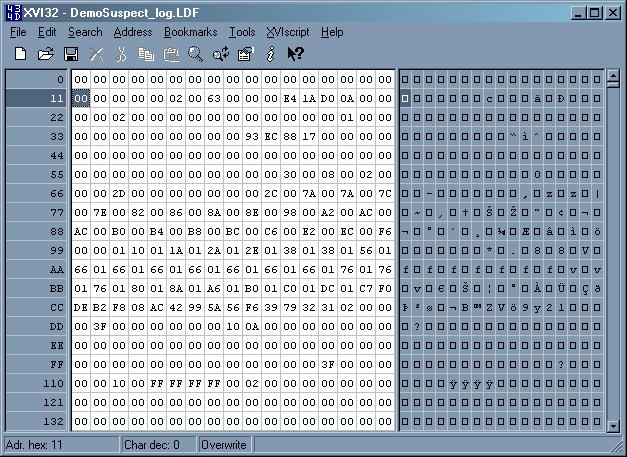 XVI32 - DemoSuspect_log.LDF
File Edit Search Address Bookmarks Tools XVIscript Help
0 00 00 00 00 00 00 00 00 00 00 00 00 00 00 00 00 00
11 00 00 00 00 00 02 00 63 00 00 00 E4 1A D0 0A 00 00 c ä Ð
22 00 00 02 00 00 00 00 00 00 00 00 00 00 00 01 00 00
33 00 00 00 00 00 00 00 00 00 93 EC 88 17 00 00 00 00 “ ì ˆ
44 00 00 00 00 00 00 00 00 00 00 00 00 00 00 00 00 00
55 00 00 00 00 00 00 00 00 00 00 00 30 00 08 00 02 00 0
66 00 00 2D 00 00 00 00 00 00 00 2C 00 7A 00 7A 00 7C - , z z |
77 00 7E 00 82 00 86 00 8A 00 8E 00 98 00 A2 00 AC 00 ~ ‚ † Š Ž ˜ ¢ ¬
88 AC 00 B0 00 B4 00 B8 00 BC 00 C6 00 E2 00 EC 00 F6 ¬ ° ´ ¸ ¼ Æ â ì ö
99 00 00 01 10 01 1A 01 2A 01 2E 01 38 01 38 01 56 01 * . 8 8 V
AA 66 01 66 01 66 01 66 01 66 01 66 01 66 01 76 01 76 f f f f f f f v v
BB 01 76 01 80 01 8A 01 A6 01 B0 01 C0 01 DC 01 C7 F0 v € Š ¦ ° À Ü Ç ð
CC DE B2 F8 08 AC 42 99 5A 56 F6 39 79 32 31 02 00 00 Þ ² ø ¬ B ™ Z V ö 9 y 2 1
DD 00 3F 00 00 00 00 00 00 10 0A 00 00 00 00 00 00 00 ?
EE 00 00 00 00 00 00 00 00 00 00 00 00 00 00 00 00 00
FF 00 00 00 00 00 00 00 00 00 00 00 00 00 3F 00 00 00 ?
110 00 00 10 00 FF FF FF FF 00 02 00 00 00 00 00 00 00 ÿ ÿ ÿ ÿ
121 00 00 00 00 00 00 00 00 00 00 00 00 00 00 00 00 00
132 00 00 00 00 00 00 00 00 00 00 00 00 00 00 00 00 00
Adr. hex: 11 Char dec: 0 Overwrite